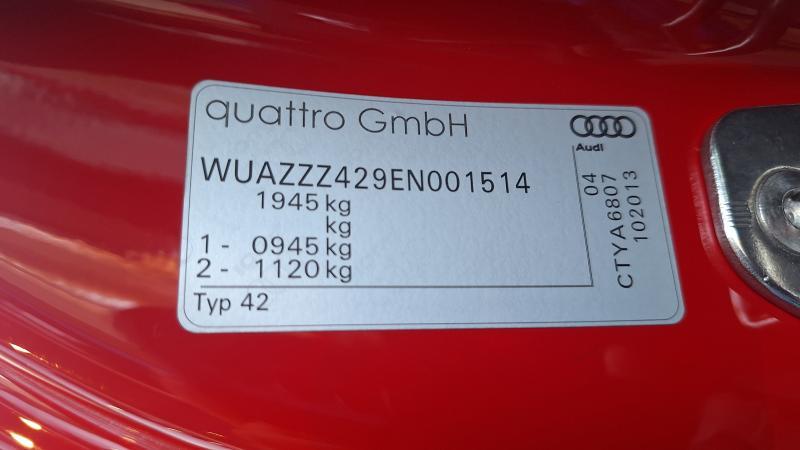 quattro GmbH
Audi
WUAZZZ429EN001514
1945 kg
kg
1 - 0945 kg
2 - 1120 kg
Typ 42
04
CTYA6807
102013